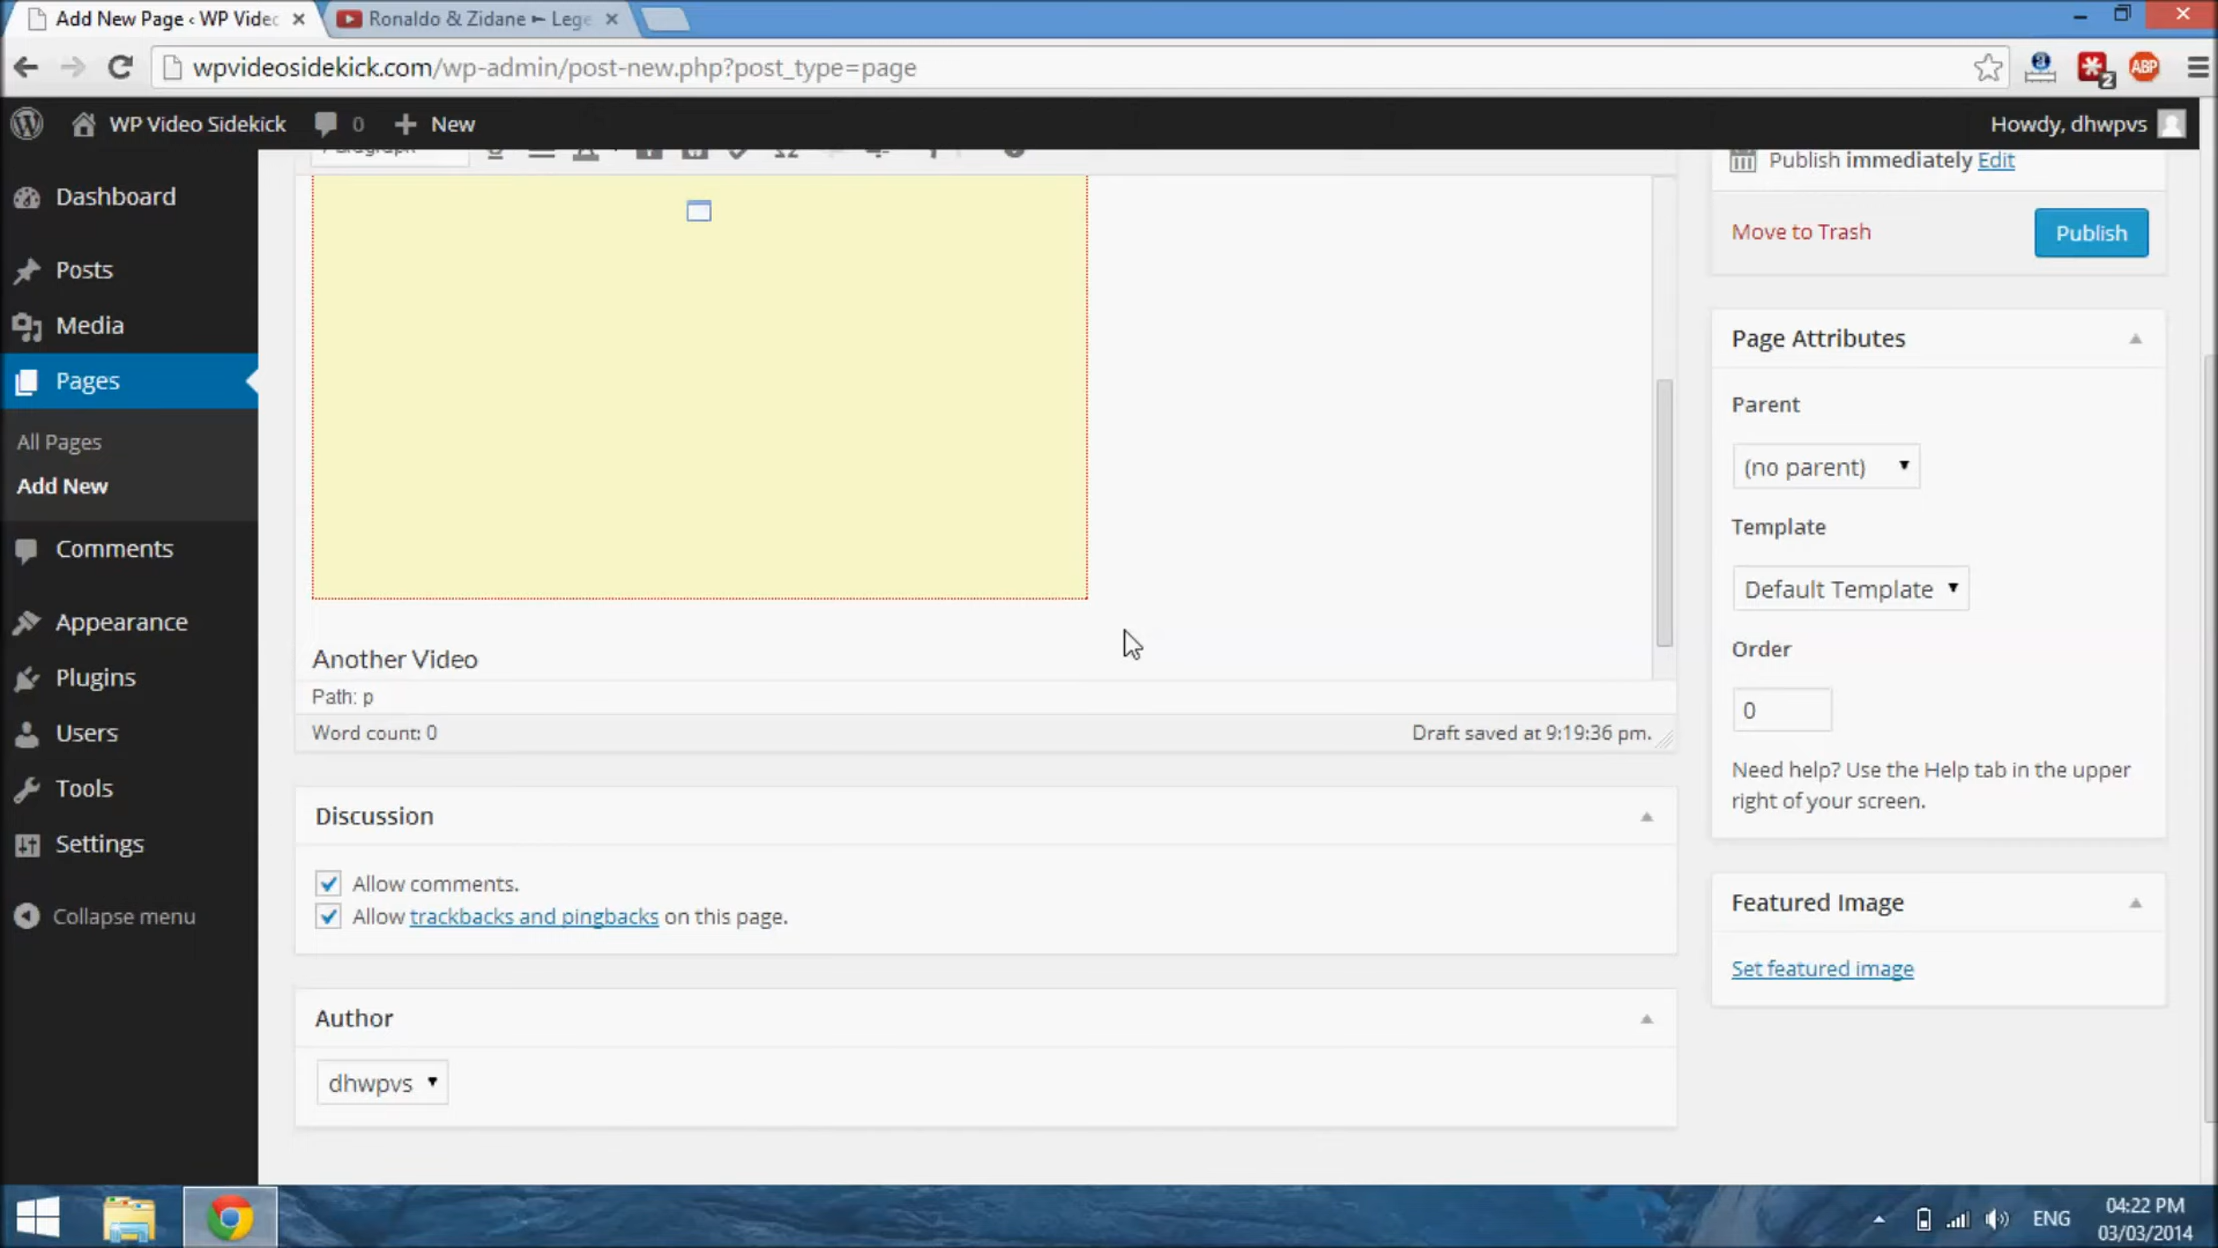 Add New Page ‹ WP Videc
Ronaldo & Zidane ► Lege
wpvideosidekick.com/wp-admin/post-new.php?post_type=page
ABP
2
WP Video Sidekick
0
New
Howdy, dhwpvs
Dashboard
Posts
Media
Pages
All Pages
Add New
Comments
Appearance
Plugins
Users
Tools
Settings
Collapse menu
Paragraph
Another Video
Path: p
Word count: 0
Draft saved at 9:19:36 pm.
Discussion
Allow comments.
Allow trackbacks and pingbacks on this page.
Author
dhwpvs
Publish immediately Edit
Move to Trash
Publish
Page Attributes
Parent
(no parent)
Template
Default Template
Order
0
Need help? Use the Help tab in the upper
right of your screen.
Featured Image
Set featured image
ENG
04:22 PM
03/03/2014